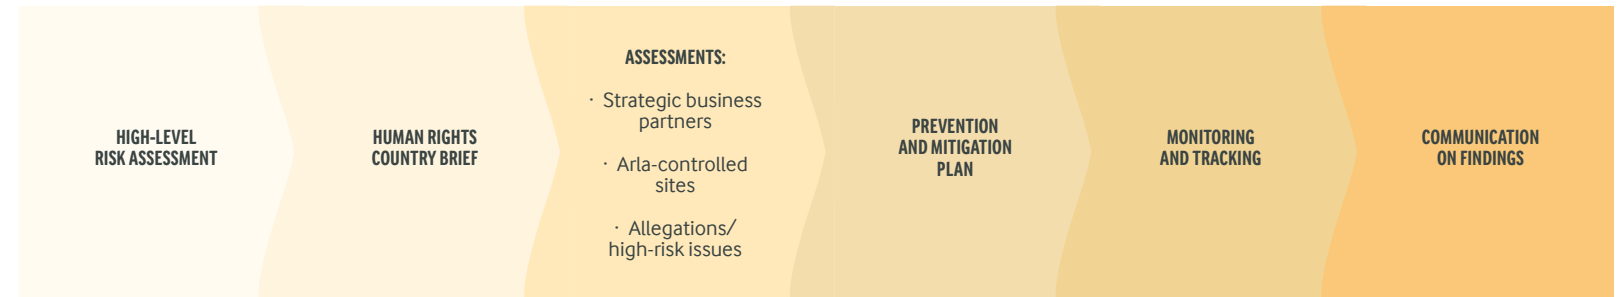 HIGH-LEVEL
RISK ASSESSMENT
HUMAN RIGHTS
COUNTRY BRIEF
ASSESSMENTS:
· Strategic business
partners
· Arla-controlled
sites
· Allegations/
high-risk issues
PREVENTION
AND MITIGATION
PLAN
MONITORING
AND TRACKING
COMMUNICATION
ON FINDINGS